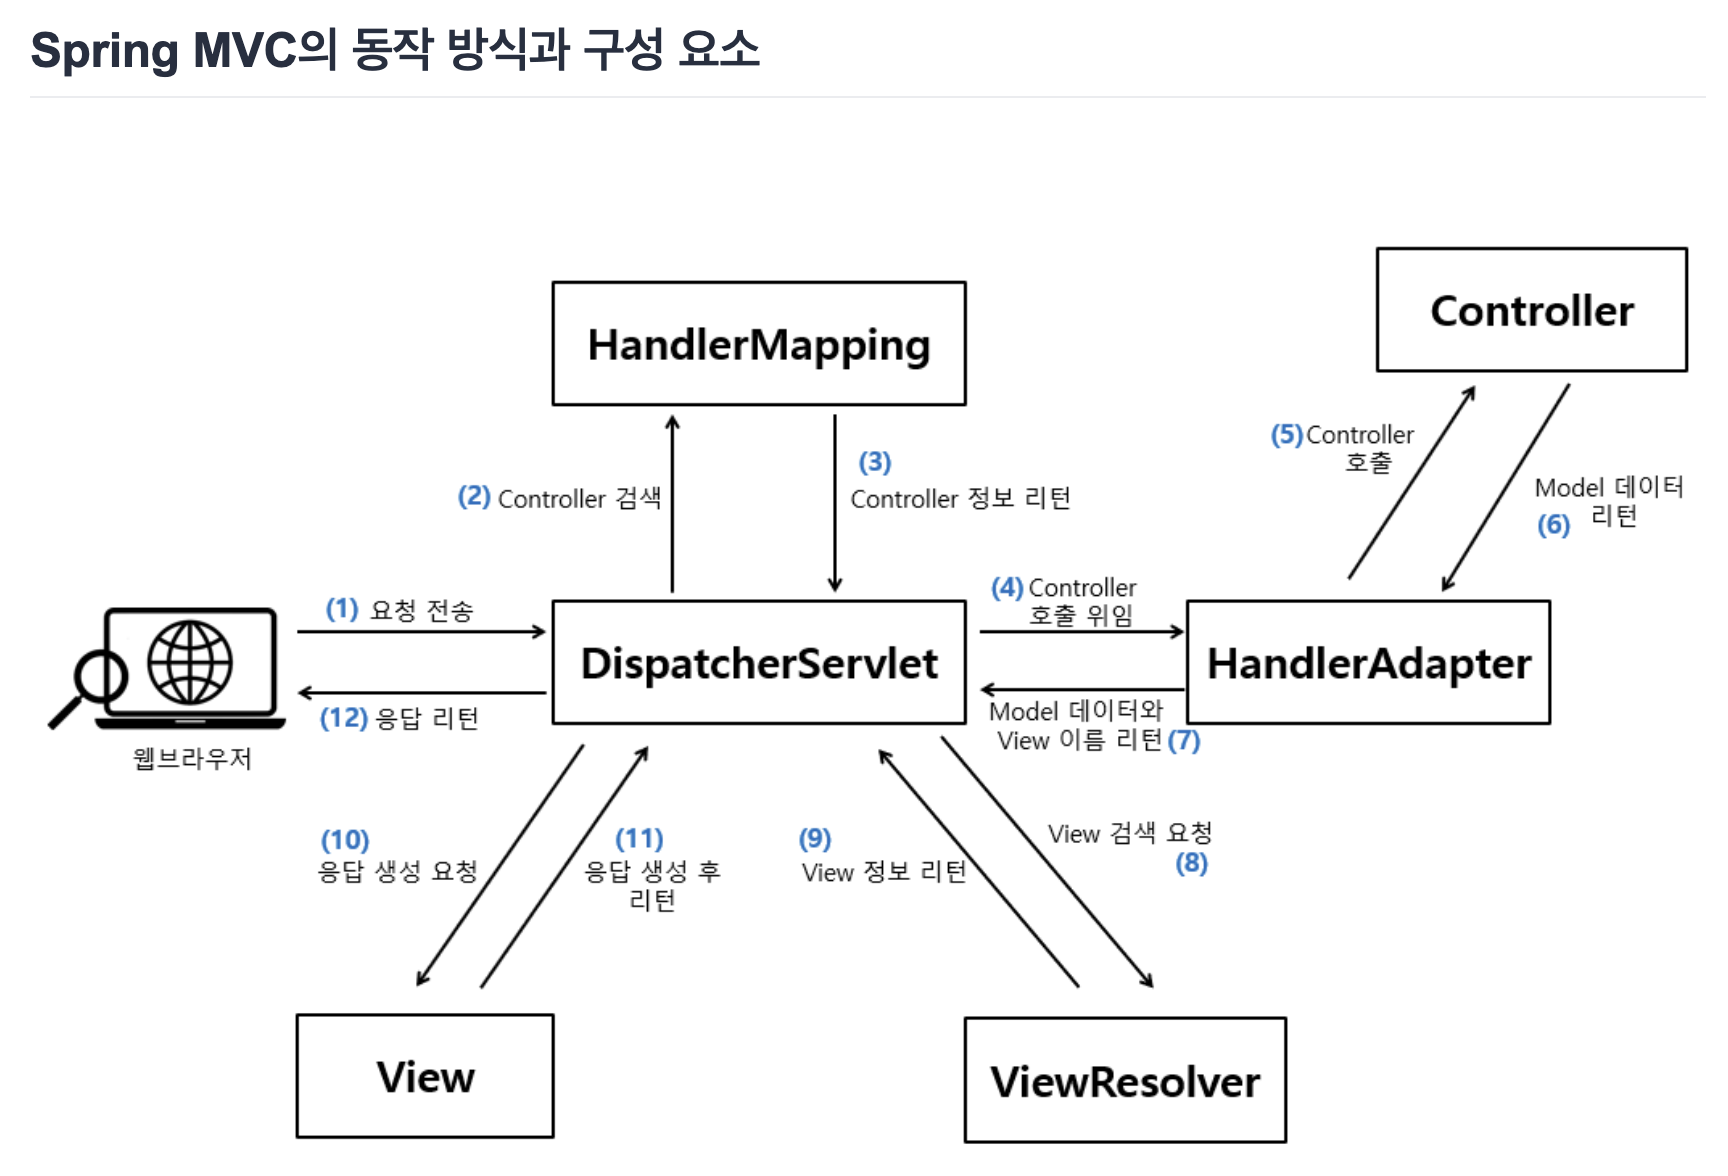 Spring MVC의 동작 방식과 구성 요소
Controller
HandlerMapping
(5) Controller
호출
(3)
(2) Controller 검색
Controller 정보 리턴
Model 데이터
(6) 리턴
(4) Controller
호출 위임
(1) 요청 전송
DispatcherServlet
HandlerAdapter
(12) 응답 리턴
Model 데이터와
View 이름 리턴 (7)
웹브라우저
(10)
응답 생성 요청
(11)
응답 생성 후
리턴
(9)
View 정보 리턴
View 검색 요청
(8)
View
ViewResolver